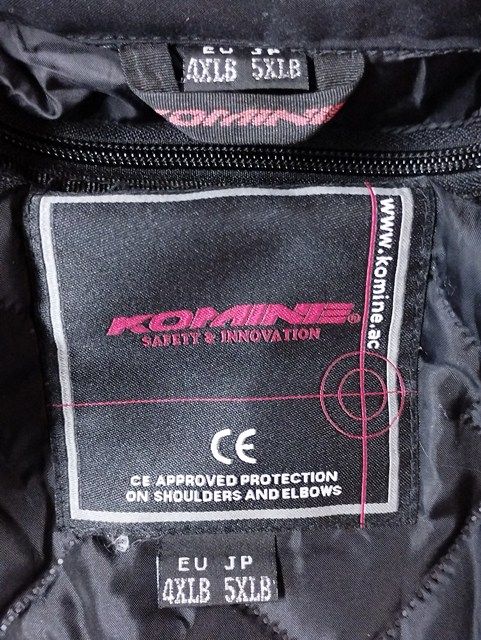 EU JP
4XLB 5XLB
KOMINE
www.komine.ac
KOMINE®
SAFETY & INNOVATION
CE
CE APPROVED PROTECTION
ON SHOULDERS AND ELBOWS
EU JP
4XLB 5XLB